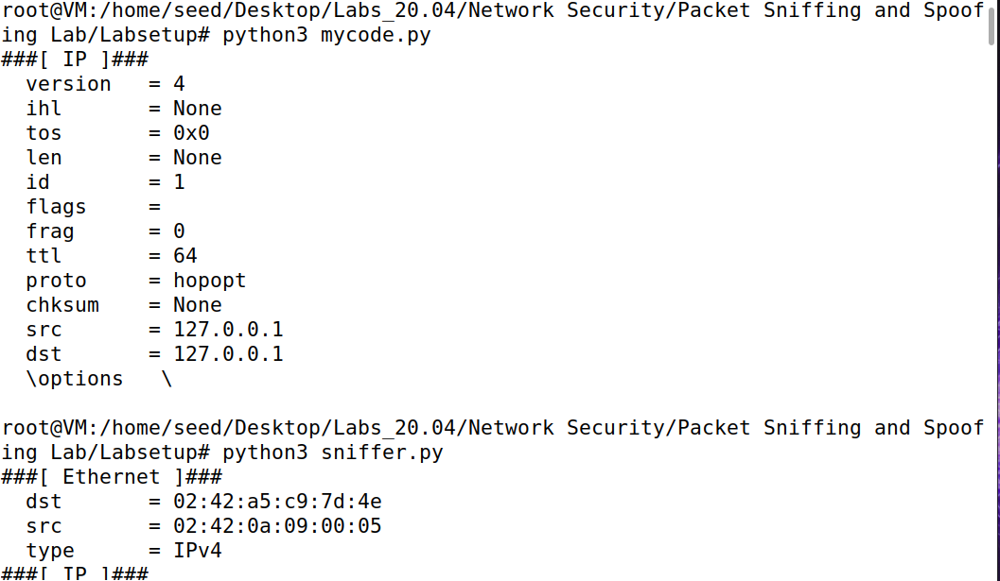 root@VM:/home/seed/Desktop/Labs_20.04/Network Security/Packet Sniffing and Spoof
ing Lab/Labsetup# python3 mycode.py
###[ IP ]###
  version   = 4
  ihl       = None
  tos       = 0x0
  len       = None
  id        = 1
  flags     =
  frag      = 0
  ttl       = 64
  proto     = hopopt
  chksum    = None
  src       = 127.0.0.1
  dst       = 127.0.0.1
  \options   \
root@VM:/home/seed/Desktop/Labs_20.04/Network Security/Packet Sniffing and Spoof
ing Lab/Labsetup# python3 sniffer.py
###[ Ethernet ]###
  dst       = 02:42:a5:c9:7d:4e
  src       = 02:42:0a:09:00:05
  type      = IPv4
###[ IP ]###